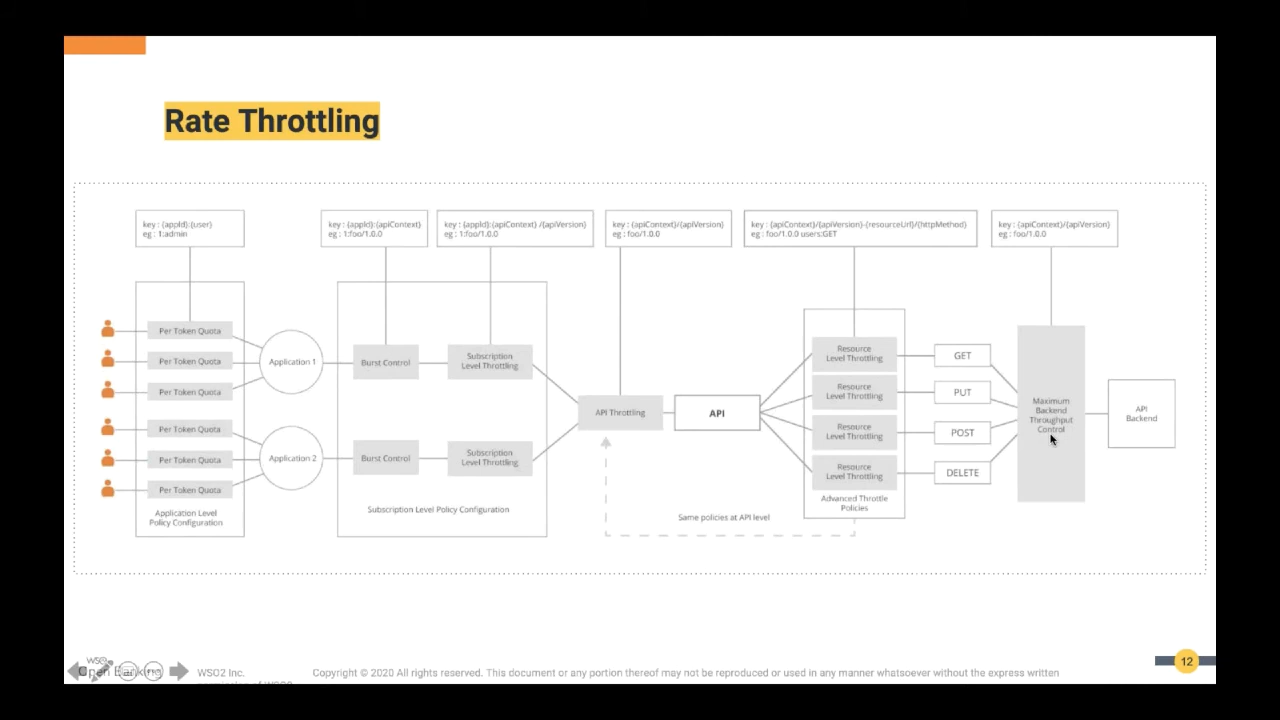 Rate Throttling
key : {appId}:{user}
eg : 1:admin
key : {appId}:{apiContext}
eg : 1:foo/1.0.0
key : {appId}:{apiContext} /{apiVersion}
eg : 1:foo/1.0.0
key : {apiContext}/{apiVersion}
eg : foo/1.0.0
key : {apiContext}/{apiVersion}-{resourceUrl}/{httpMethod}
eg : foo/1.0.0 users:GET
key : {apiContext}/{apiVersion}
eg : foo/1.0.0
Per Token Quota
Per Token Quota
Per Token Quota
Per Token Quota
Per Token Quota
Per Token Quota
Application Level
Policy Configuration
Application 1
Application 2
Burst Control
Subscription
Level Throttling
Burst Control
Subscription
Level Throttling
Subscription Level Policy Configuration
API Throttling
API
Same policies at API level
Resource
Level Throttling
Resource
Level Throttling
Resource
Level Throttling
Resource
Level Throttling
Advanced Throttle
Policies
GET
PUT
POST
DELETE
Maximum
Backend
Throughput
Control
API
Backend
WSO2
Open Banking
WSO2 Inc.
Copyright © 2020 All rights reserved. This document or any portion thereof may not be reproduced or used in any manner whatsoever without the express written
permission of WSO2
12